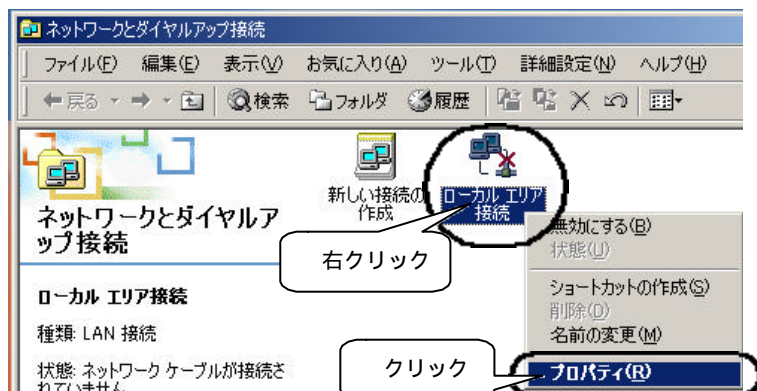 ネットワークとダイヤルアップ接続
ファイル(F) 編集(E) 表示(V) お気に入り(A) ツール(T) 詳細設定(N) ヘルプ(H)
戻る 検索 フォルダ 履歴
新しい接続の
作成
ローカル エリア
接続
ネットワークとダイヤルア
ップ接続
右クリック
無効にする(B)
状態(U)
ショートカットの作成(S)
削除(D)
名前の変更(M)
プロパティ(R)
ローカル エリア接続
種類: LAN 接続
クリック
状態: ネットワーク ケーブルが接続さ
れていません